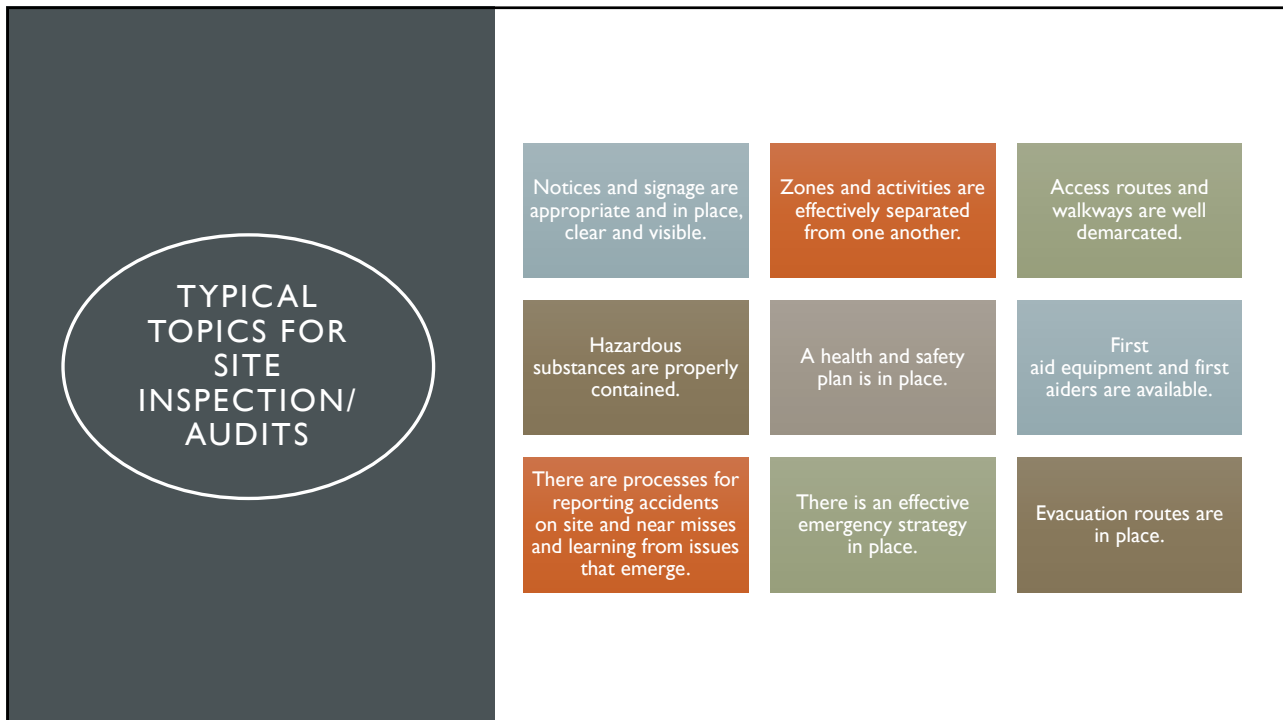 TYPICAL
TOPICS FOR
SITE
INSPECTION/
AUDITS
Notices and signage are
appropriate and in place,
clear and visible.
Zones and activities are
effectively separated
from one another.
Access routes and
walkways are well
demarcated.
Hazardous
substances are properly
contained.
A health and safety
plan is in place.
First
aid equipment and first
aiders are available.
There are processes for
reporting accidents
on site and near misses
and learning from issues
that emerge.
There is an effective
emergency strategy
in place.
Evacuation routes are
in place.